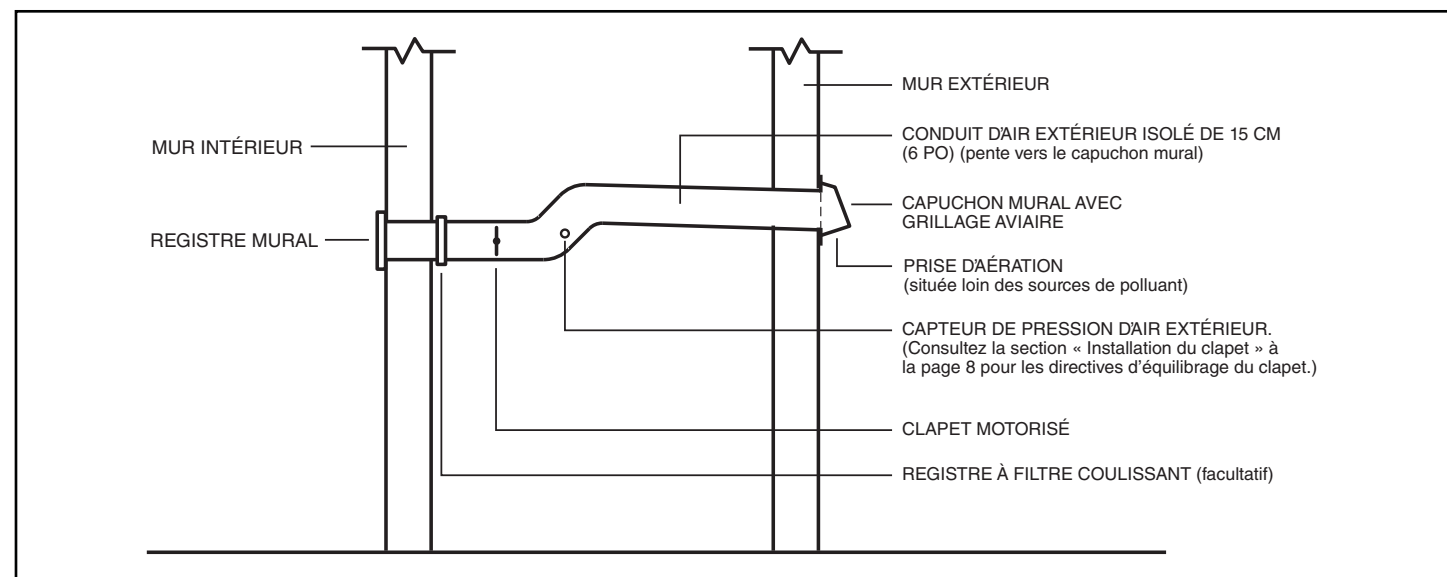 MUR INTÉRIEUR
REGISTRE MURAL
MUR EXTÉRIEUR
CONDUIT D'AIR EXTÉRIEUR ISOLÉ DE 15 CM
(6 PO) (pente vers le capuchon mural)
CAPUCHON MURAL AVEC
GRILLAGE AVIAIRE
PRISE D'AÉRATION
(située loin des sources de polluant)
CAPTEUR DE PRESSION D'AIR EXTÉRIEUR.
(Consultez la section « Installation du clapet » à
la page 8 pour les directives d'équilibrage du clapet.)
CLAPET MOTORISÉ
REGISTRE À FILTRE COULISSANT (facultatif)